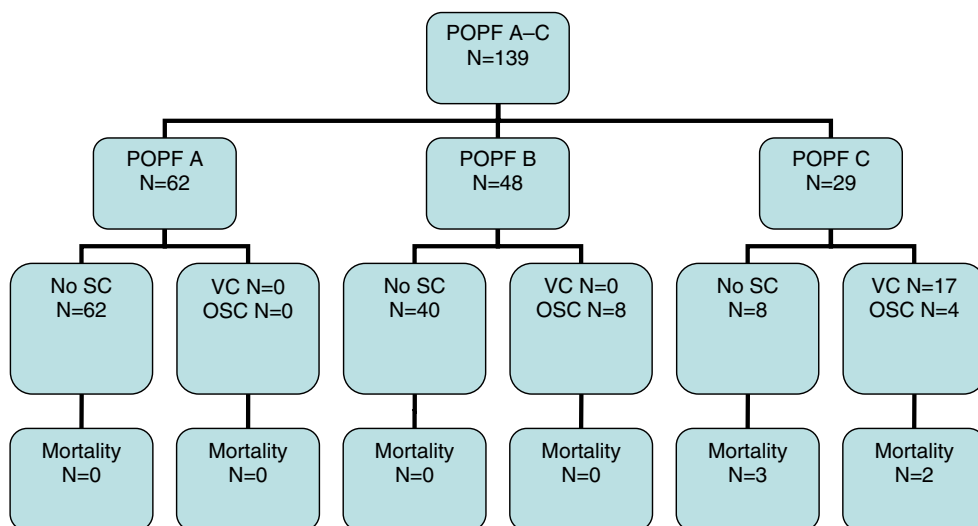 POPF A–C
N=139
POPF A
N=62
POPF B
N=48
POPF C
N=29
No SC
N=62
VC N=0
OSC N=0
No SC
N=40
VC N=0
OSC N=8
No SC
N=8
VC N=17
OSC N=4
Mortality
N=0
Mortality
N=0
Mortality
N=0
Mortality
N=0
Mortality
N=3
Mortality
N=2